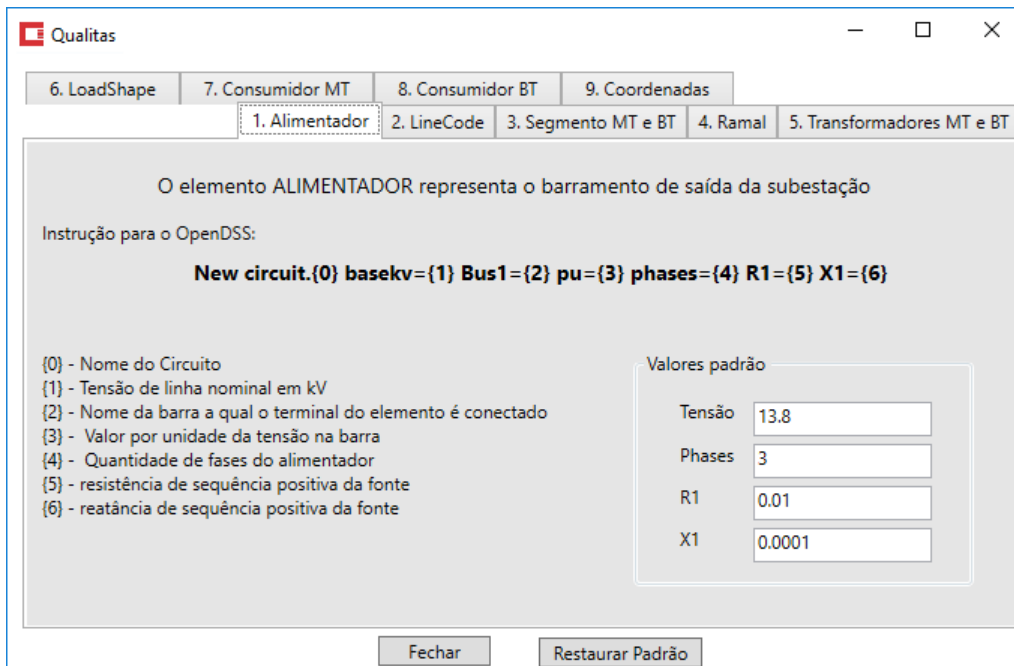 Qualitas
6. LoadShape 7. Consumidor MT 8. Consumidor BT 9. Coordenadas
1. Alimentador 2. LineCode 3. Segmento MT e BT 4. Ramal 5. Transformadores MT e BT
O elemento ALIMENTADOR representa o barramento de saída da subestação
Instrução para o OpenDSS:
New circuit.{0} basekv={1} Bus1={2} pu={3} phases={4} R1={5} X1={6}
{0} - Nome do Circuito
{1} - Tensão de linha nominal em kV
{2} - Nome da barra a qual o terminal do elemento é conectado
{3} -  Valor por unidade da tensão na barra
{4} -  Quantidade de fases do alimentador
{5} - resistência de sequência positiva da fonte
{6} - reatância de sequência positiva da fonte
Valores padrão
Tensão 13.8
Phases 3
R1 0.01
X1 0.0001
Fechar Restaurar Padrão